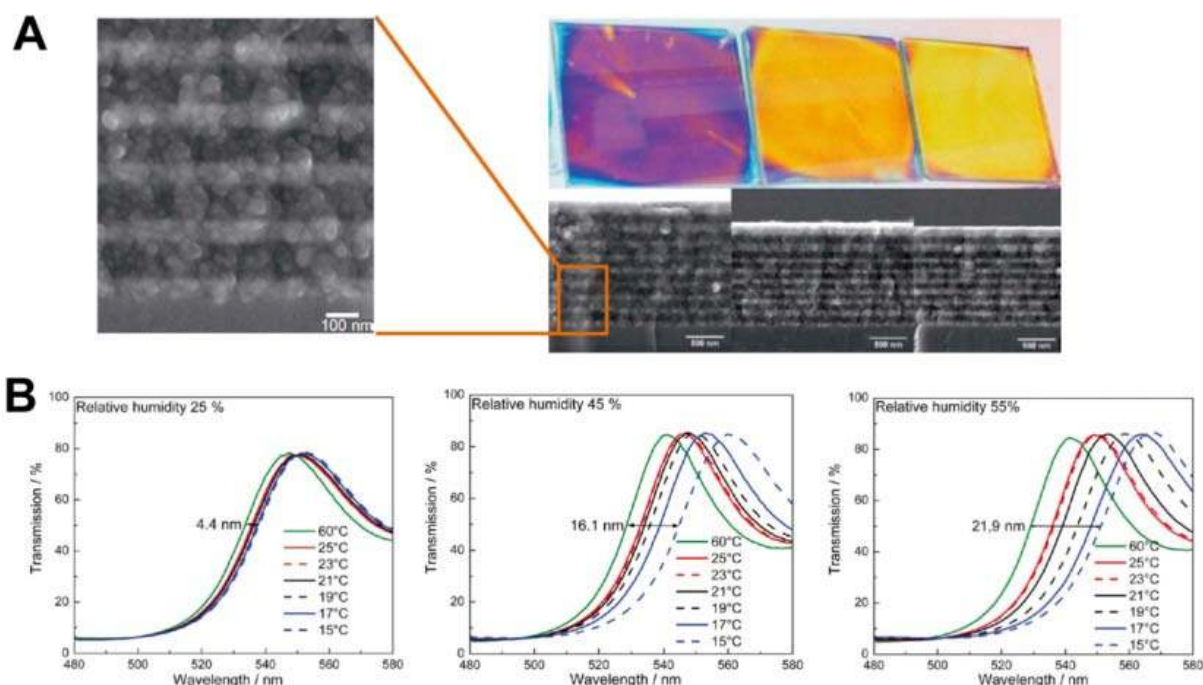 A
100 nm
500 nm
500 nm
500 nm
B
Relative humidity 25 %
Transmission / %
100
80
60
40
20
0
4.4 nm
60°C
25°C
23°C
21°C
19°C
17°C
15°C
480 500 520 540 560 580
Wavelength / nm
Relative humidity 45 %
Transmission / %
100
80
60
40
20
0
16.1 nm
60°C
25°C
23°C
21°C
19°C
17°C
15°C
480 500 520 540 560 580
Wavelength / nm
Relative humidity 55%
Transmission / %
100
80
60
40
20
0
21.9 nm
60°C
25°C
23°C
21°C
19°C
17°C
15°C
480 500 520 540 560 580
Wavelength / nm